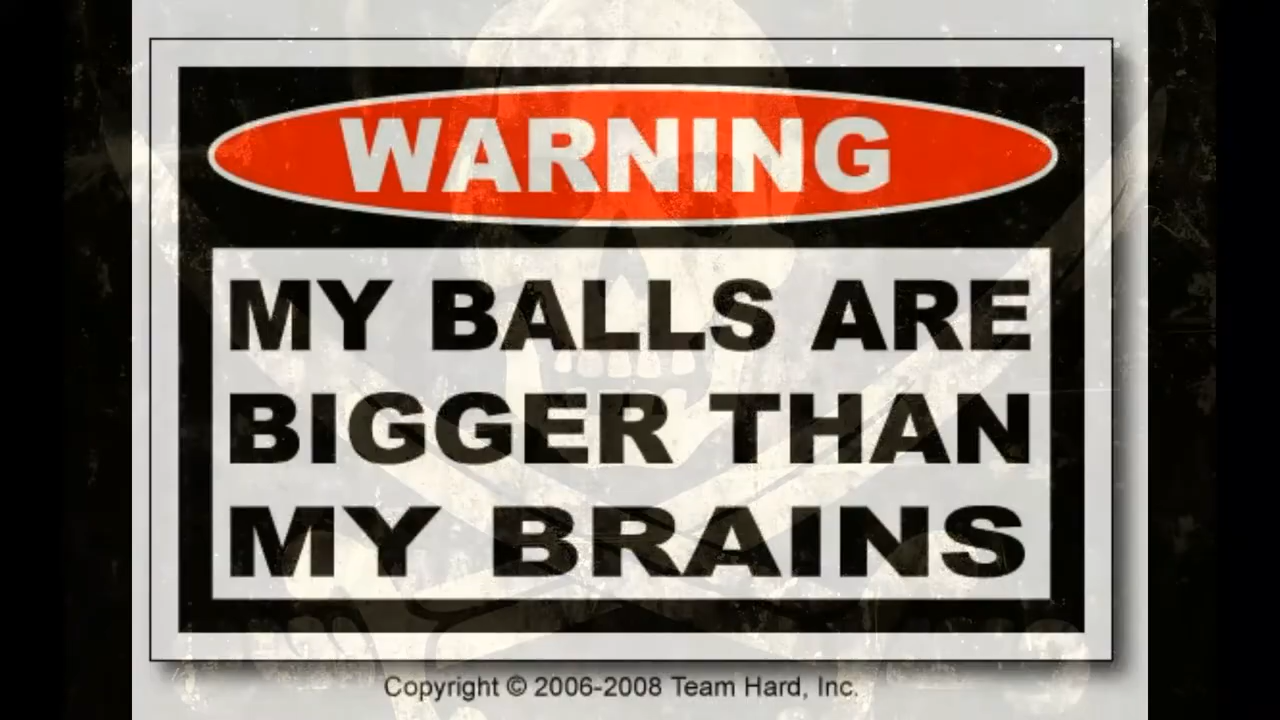 WARNING
MY BALLS ARE
BIGGER THAN
MY BRAINS
Copyright © 2006-2008 Team Hard, Inc.